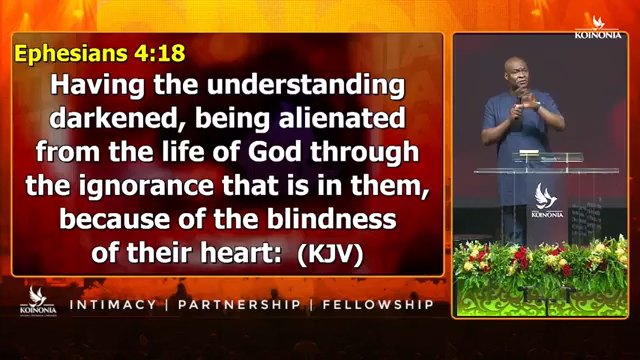 KOINONIA
Ephesians 4:18
Having the understanding
darkened, being alienated
from the life of God through
the ignorance that is in them,
because of the blindness
of their heart: (KJV)
KOINONIA
KOINONIA
INTIMACY | PARTNERSHIP | FELLOWSHIP